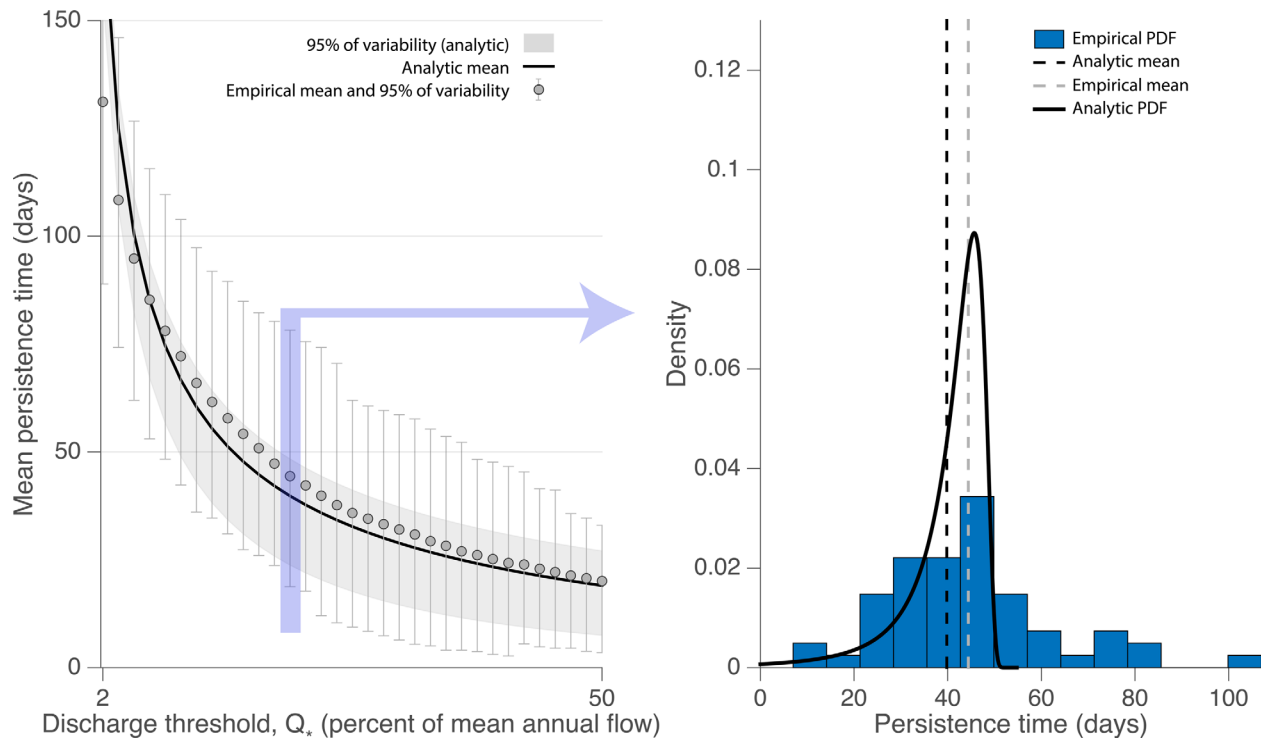 150
100
50
0
Mean persistence time (days)
95% of variability (analytic)
Analytic mean
Empirical mean and 95% of variability
2
50
Discharge threshold, Q* (percent of mean annual flow)
0.12
0.1
0.08
0.06
0.04
0.02
0
Density
Empirical PDF
Analytic mean
Empirical mean
Analytic PDF
0
20
40
60
80
100
Persistence time (days)